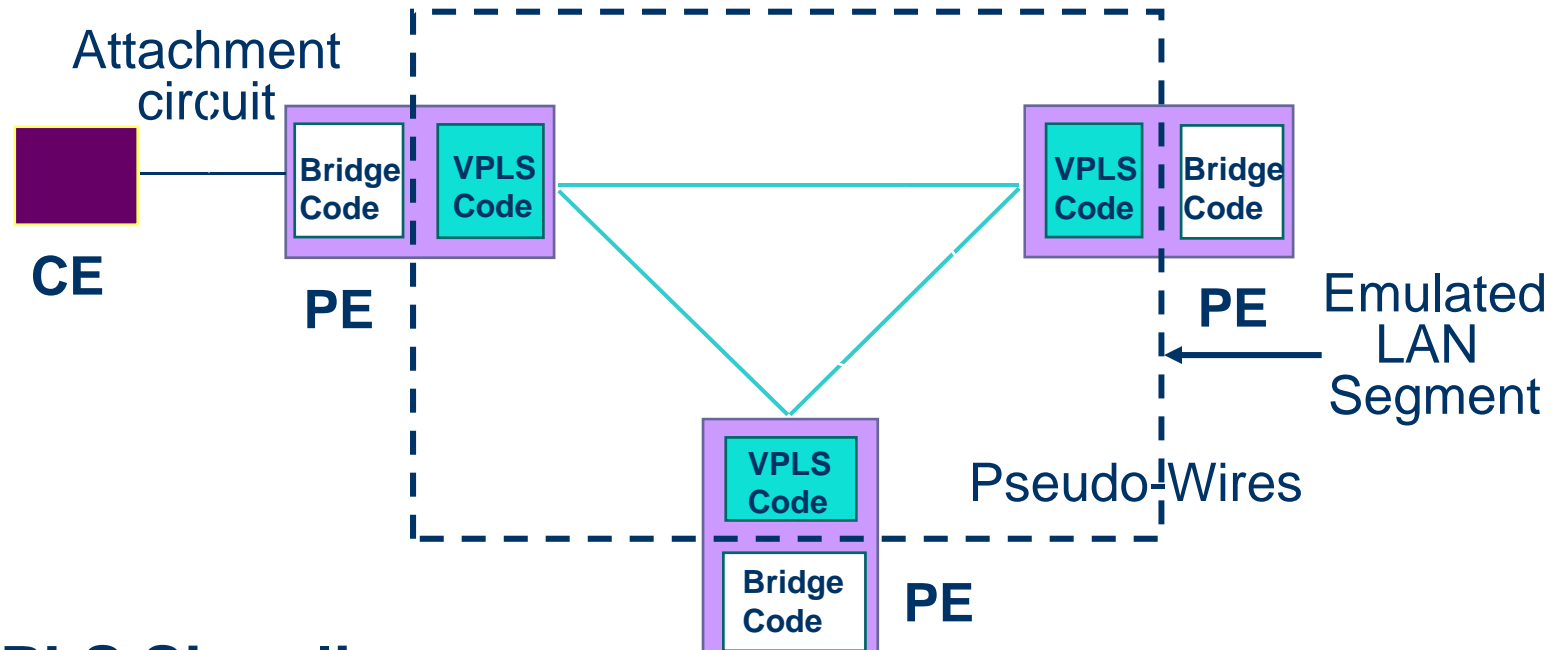 Attachment
circuit
Bridge
Code
VPLS
Code
VPLS
Code
Bridge
Code
CE
PE
PE
Emulated
LAN
Segment
VPLS
Code
Pseudo-Wires
Bridge
Code
PE